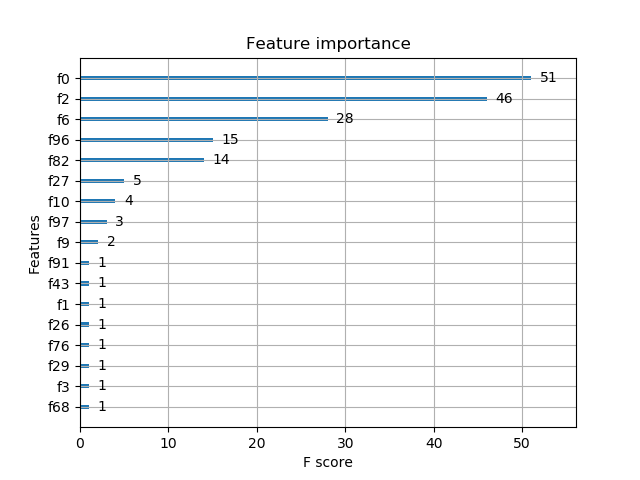 Feature importance
Features
f0 51
f2 46
f6 28
f96 15
f82 14
f27 5
f10 4
f97 3
f9 2
f91 1
f43 1
f1 1
f26 1
f76 1
f29 1
f3 1
f68 1
0 10 20 30 40 50
F score